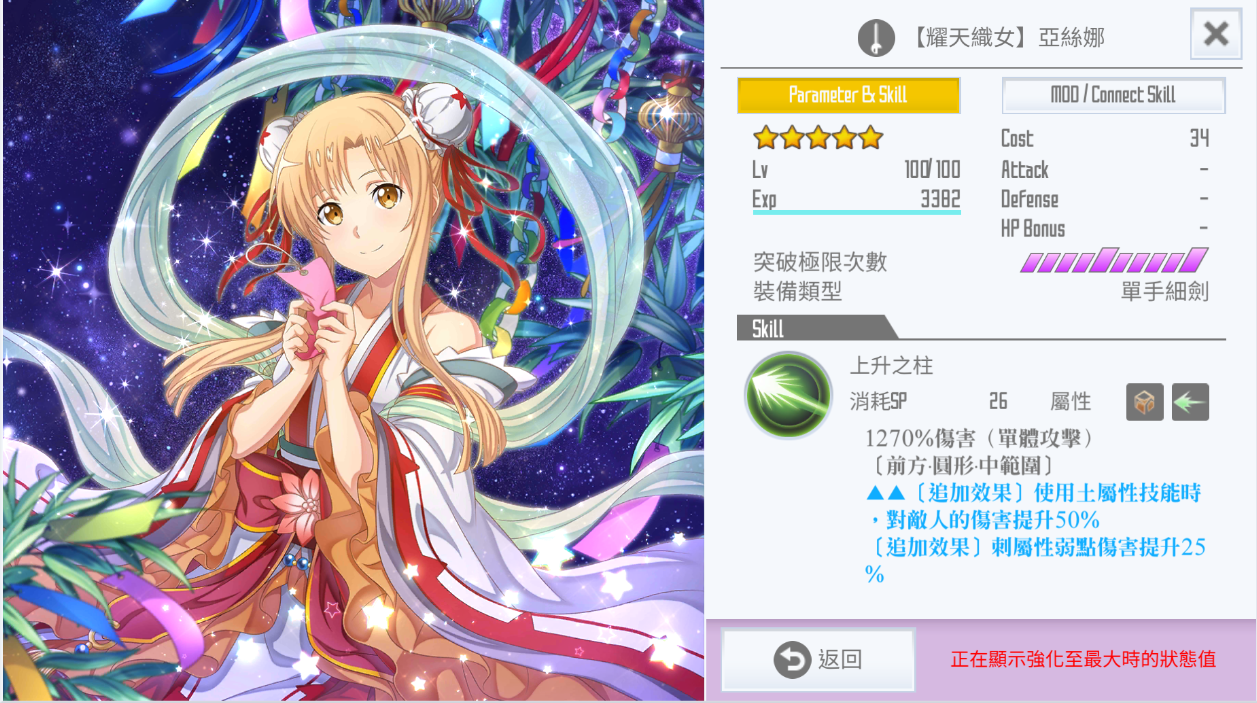 【耀天織女】亞絲娜
Parameter & Skill
MOD / Connect Skill
Lv 100/100
Exp 3382
Cost 34
Attack -
Defense -
HP Bonus -
突破極限次數
裝備類型 單手細劍
Skill
上升之柱
消耗SP 26 屬性
1270%傷害（單體攻擊）
〔前方·圓形·中範圍〕
▲▲〔追加效果〕使用土屬性技能時
，對敵人的傷害提升50%
〔追加效果〕刺屬性弱點傷害提升25
%
返回
正在顯示強化至最大時的狀態值